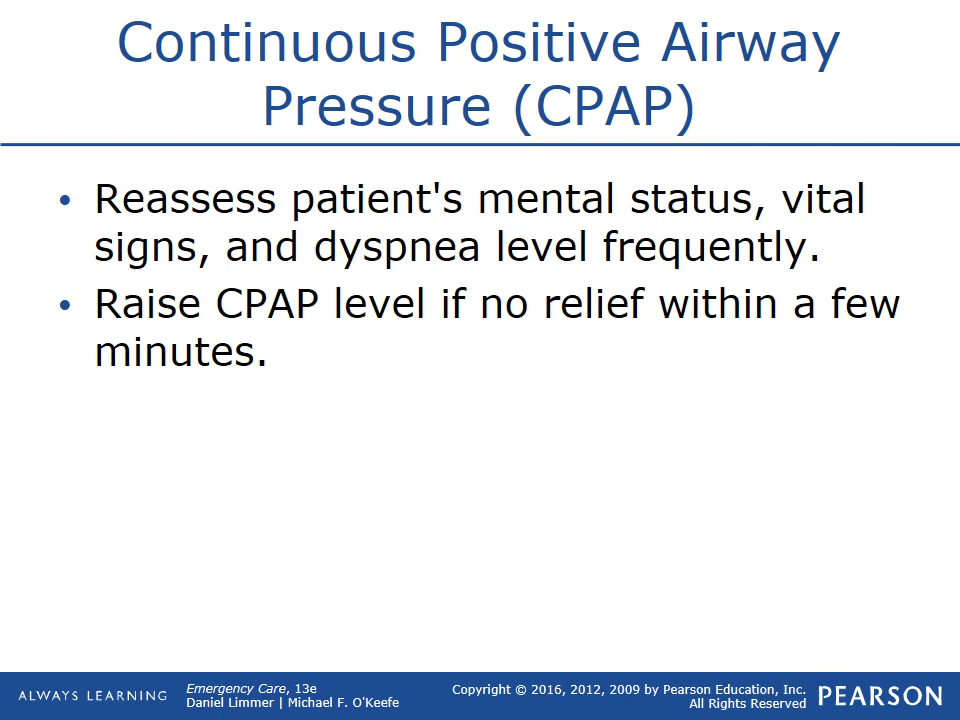 Continuous Positive Airway
Pressure (CPAP)
• Reassess patient's mental status, vital
signs, and dyspnea level frequently.
• Raise CPAP level if no relief within a few
minutes.
ALWAYS LEARNING
Emergency Care, 13e
Daniel Limmer | Michael F. O'Keefe
Copyright © 2016, 2012, 2009 by Pearson Education, Inc.
All Rights Reserved
PEARSON